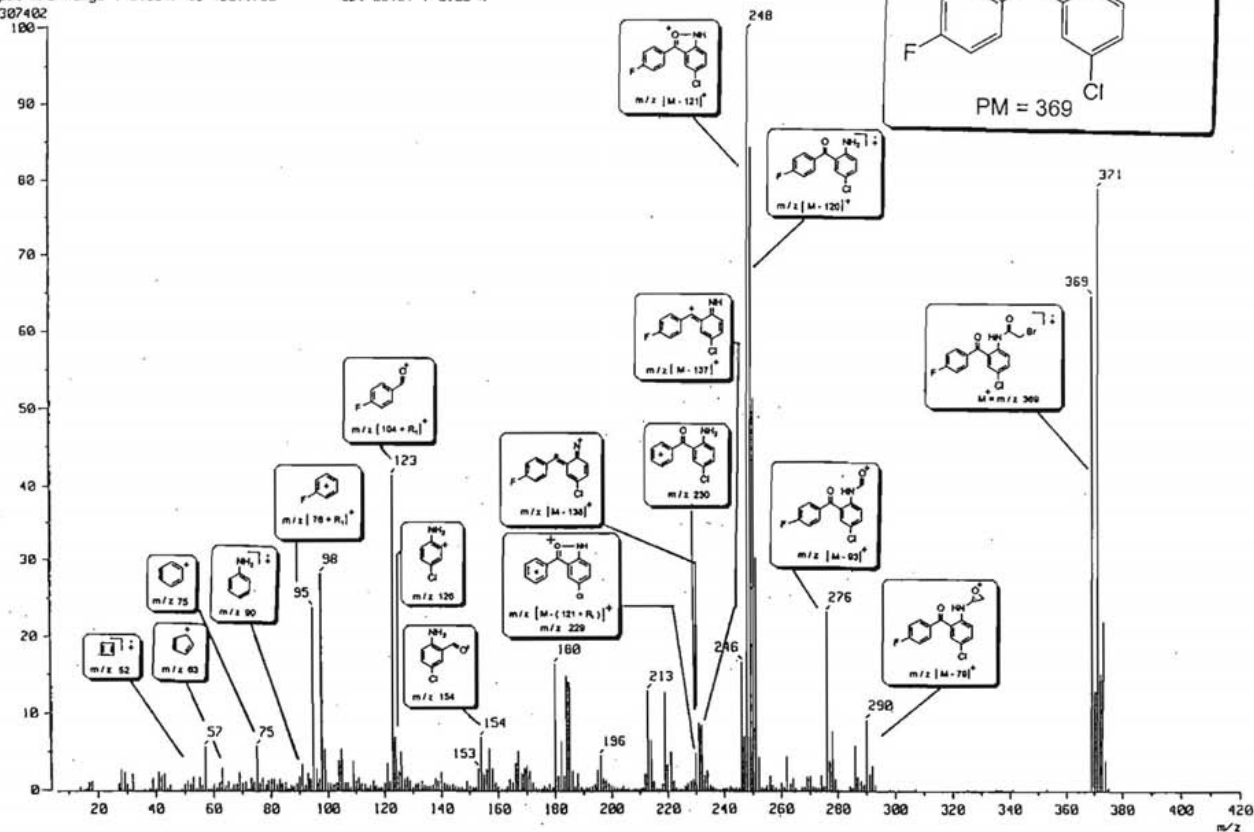 307402
100
90
80
70
60
50
40
30
20
10
0
20
40
60
80
100
120
140
160
180
200
220
240
260
280
300
320
340
360
380
400
420
m/z
F
Cl
PM = 369
248
371
369
123
98
95
180
213
246
276
290
57
75
153
154
196
m/z [M - 121]⁺
m/z [M - 120]⁺
m/z [M - 137]⁺
m/z [104 + R₁]⁺
m/z [76 + R₁]⁺
m/z 75
m/z 90
m/z 52
m/z 63
m/z 126
m/z 154
m/z [M - 138]⁺
m/z [M - (121 + R₁)]⁺
m/z 229
m/z 230
M⁺ = m/z 369
m/z [M - 93]⁺
m/z [M - 79]⁺